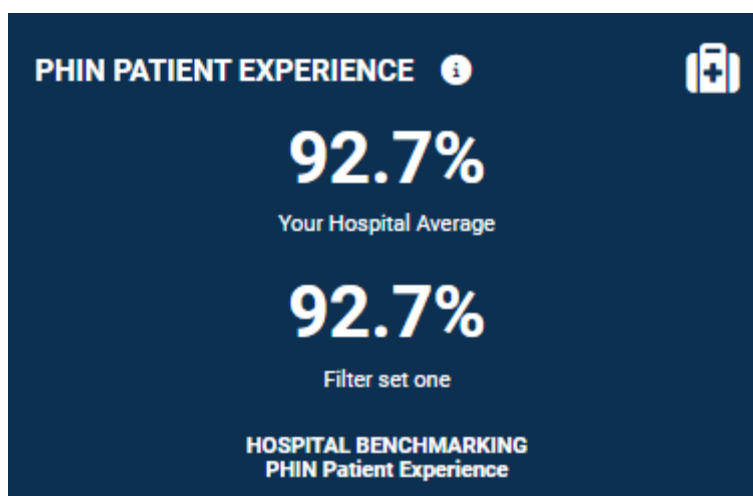 PHIN PATIENT EXPERIENCE
92.7%
Your Hospital Average
92.7%
Filter set one
HOSPITAL BENCHMARKING
PHIN Patient Experience